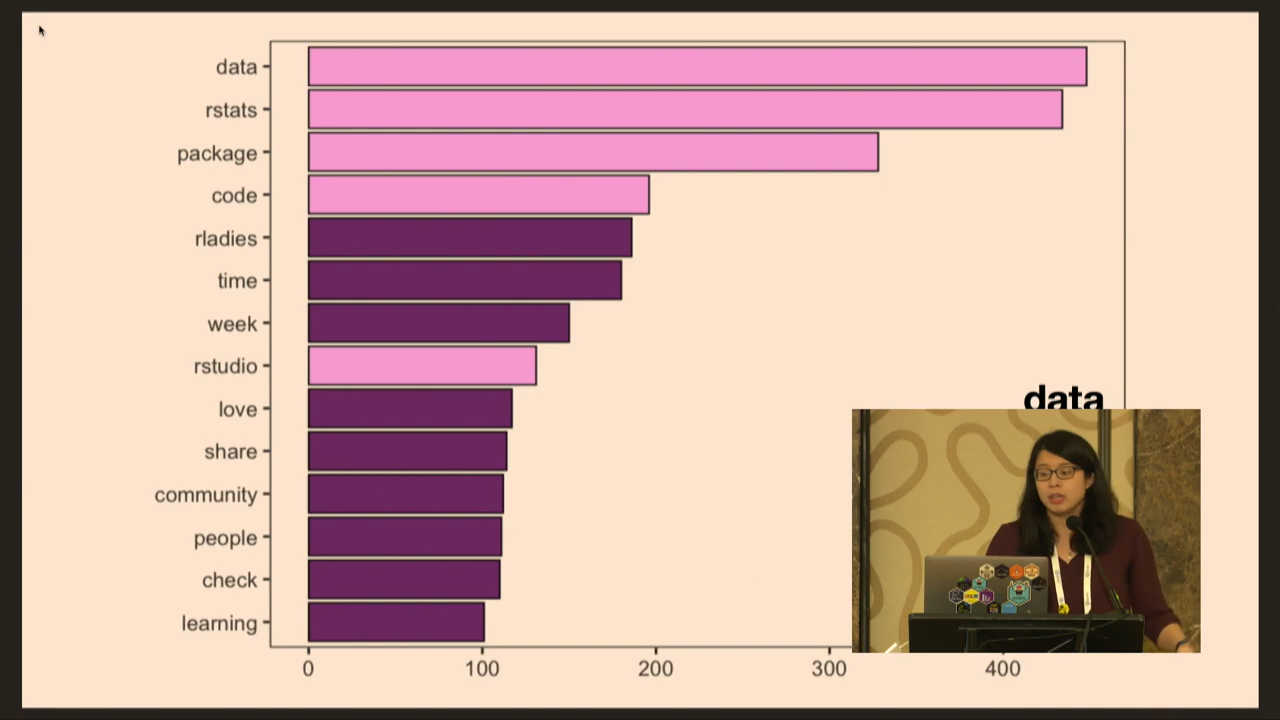 data
rstats
package
code
rladies
time
week
rstudio
love
share
community
people
check
learning
0 100 200 300 400
data